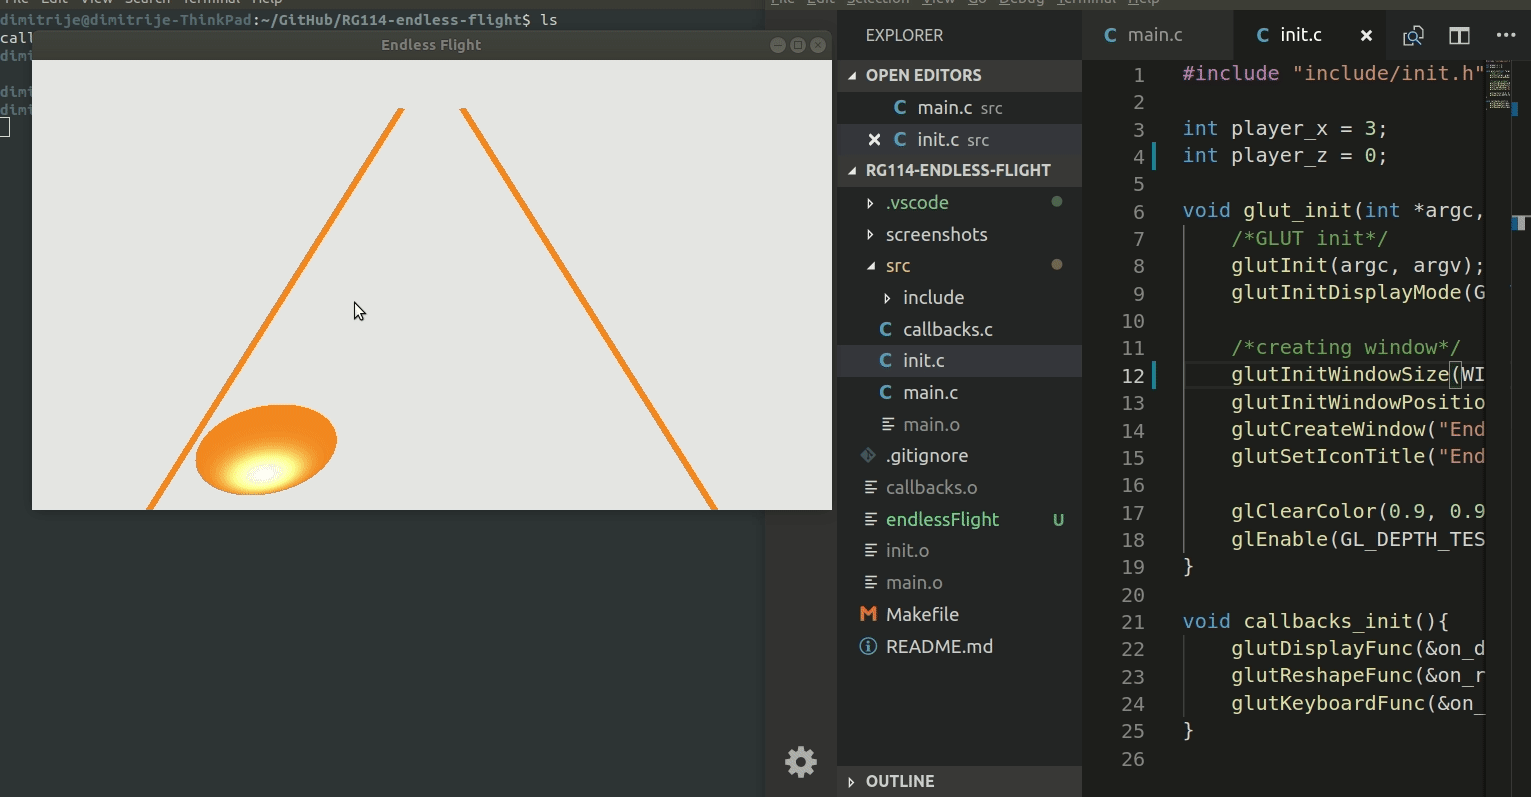 File Edit View Search Terminal Help
dimitrije@dimitrije-ThinkPad:~/GitHub/RG114-endless-flight$ ls
call
dimi
dimi
dimi
Endless Flight
File Edit Selection View Go Debug Terminal Help
EXPLORER
OPEN EDITORS
main.c src
init.c src
RG114-ENDLESS-FLIGHT
.vscode
screenshots
src
include
callbacks.c
init.c
main.c
main.o
.gitignore
callbacks.o
endlessFlight U
init.o
main.o
Makefile
README.md
OUTLINE
main.c
init.c
1 #include "include/init.h"
2
3 int player_x = 3;
4 int player_z = 0;
5
6 void glut_init(int *argc,
7 /*GLUT init*/
8 glutInit(argc, argv);
9 glutInitDisplayMode(G
10
11 /*creating window*/
12 glutInitWindowSize(WI
13 glutInitWindowPositio
14 glutCreateWindow("End
15 glutSetIconTitle("End
16
17 glClearColor(0.9, 0.9
18 glEnable(GL_DEPTH_TES
19 }
20
21 void callbacks_init(){
22 glutDisplayFunc(&on_d
23 glutReshapeFunc(&on_r
24 glutKeyboardFunc(&on_
25 }
26